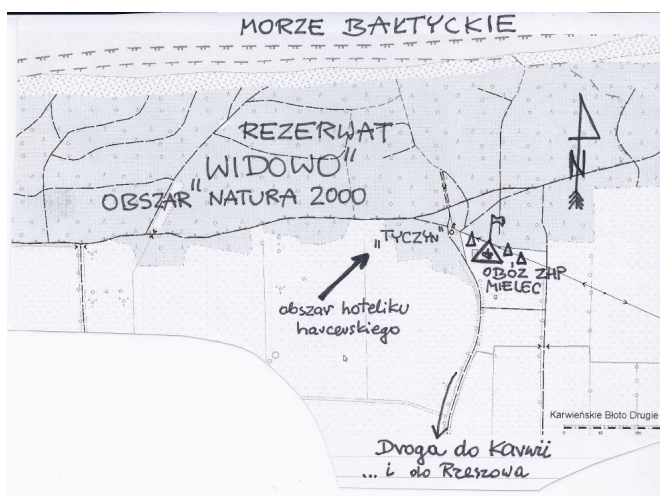 MORZE BAŁTYCKIE
REZERWAT
"WIDOWO"
OBSZAR NATURA 2000
N
"TYCZYN"
OBÓZ ZHP
MIELEC
obszar hoteliku
harcerskiego
Karwieńskie Błoto Drugie
Droga do Karwii
... i do Rzeszowa